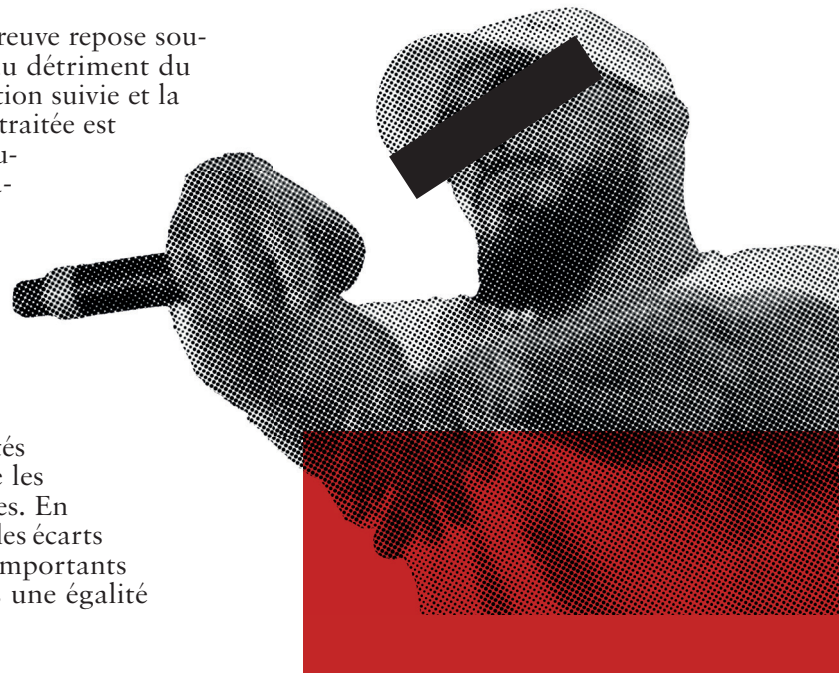 reuve repose sou-
u détriment du
tion suivie et la
traitée est
u-
-
tés
e les
es. En
les écarts
mportants
une égalité